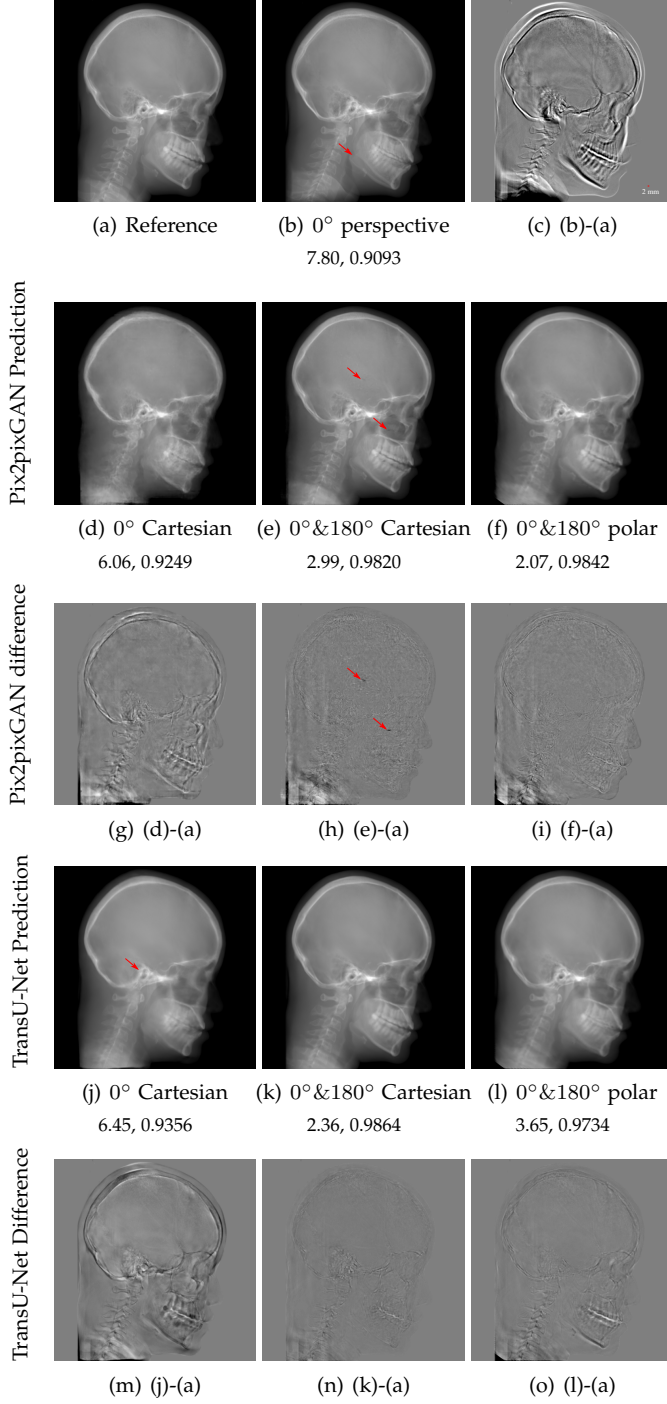 2 mm
(a) Reference
(b) 0° perspective
(c) (b)-(a)
7.80, 0.9093
Pix2pixGAN Prediction
(d) 0° Cartesian
(e) 0°&180° Cartesian
(f) 0°&180° polar
6.06, 0.9249
2.99, 0.9820
2.07, 0.9842
Pix2pixGAN difference
(g) (d)-(a)
(h) (e)-(a)
(i) (f)-(a)
TransU-Net Prediction
(j) 0° Cartesian
(k) 0°&180° Cartesian
(l) 0°&180° polar
6.45, 0.9356
2.36, 0.9864
3.65, 0.9734
TransU-Net Difference
(m) (j)-(a)
(n) (k)-(a)
(o) (l)-(a)